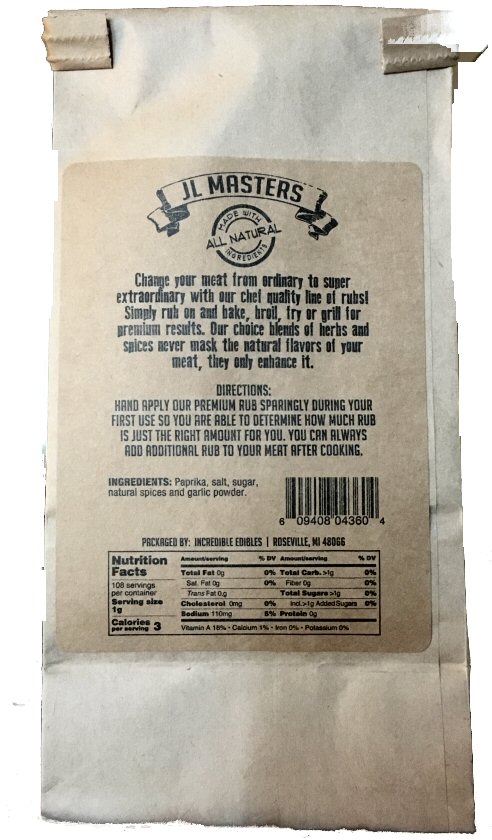 JL MASTERS
MADE WITH
ALL NATURAL
INGREDIENTS
Change your meat from ordinary to super
extraordinary with our chef quality line of rubs!
Simply rub on and bake, broil, fry or grill for
premium results. Our choice blends of herbs and
spices never mask the natural flavors of your
meat, they only enhance it.
DIRECTIONS:
HAND APPLY OUR PREMIUM RUB SPARINGLY DURING YOUR
FIRST USE SO YOU ARE ABLE TO DETERMINE HOW MUCH RUB
IS JUST THE RIGHT AMOUNT FOR YOU. YOU CAN ALWAYS
ADD ADDITIONAL RUB TO YOUR MEAT AFTER COOKING.
INGREDIENTS: Paprika, salt, sugar,
natural spices and garlic powder.
6 09408 04360 4
PACKAGED BY: INCREDIBLE EDIBLES | ROSEVILLE, MI 48066
Nutrition
Facts
108 servings
per container
Serving size
1g
Calories
per serving 3
Amount/serving % DV Amount/serving % DV
Total Fat 0g 0% Total Carb. >1g 0%
Sat. Fat 0g 0% Fiber 0g 0%
Trans Fat 0g Total Sugars >1g 0%
Cholesterol 0mg 0% Incl.>1g Added Sugars 0%
Sodium 110mg 5% Protein 0g
Vitamin A 18% • Calcium 1% • Iron 0% • Potassium 0%